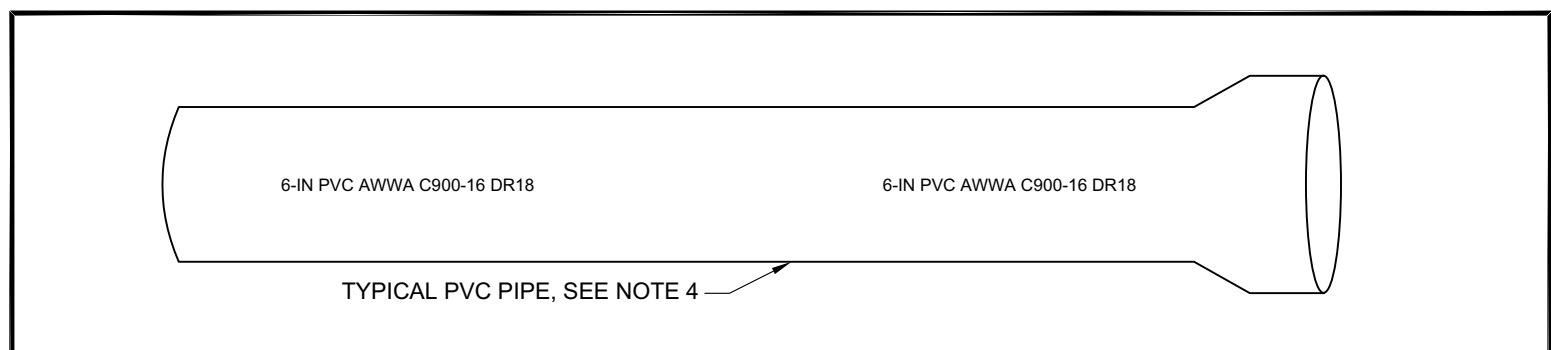 6-IN PVC AWWA C900-16 DR18
6-IN PVC AWWA C900-16 DR18
TYPICAL PVC PIPE, SEE NOTE 4